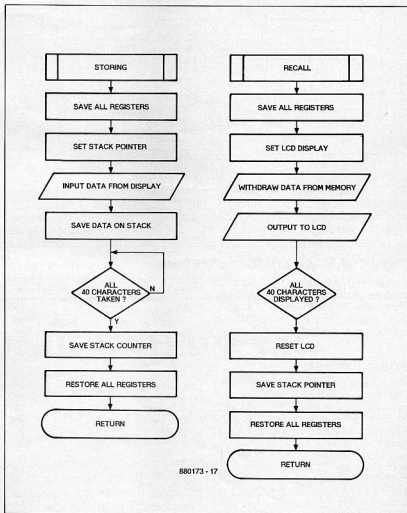 STORING
SAVE ALL REGISTERS
SET STACK POINTER
INPUT DATA FROM DISPLAY
SAVE DATA ON STACK
ALL
40 CHARACTERS
TAKEN ?
N
Y
SAVE STACK COUNTER
RESTORE ALL REGISTERS
RETURN
RECALL
SAVE ALL REGISTERS
SET LCD DISPLAY
WITHDRAW DATA FROM MEMORY
OUTPUT TO LCD
ALL
40 CHARACTERS
DISPLAYED ?
RESET LCD
SAVE STACK POINTER
RESTORE ALL REGISTERS
RETURN
880173 - 17